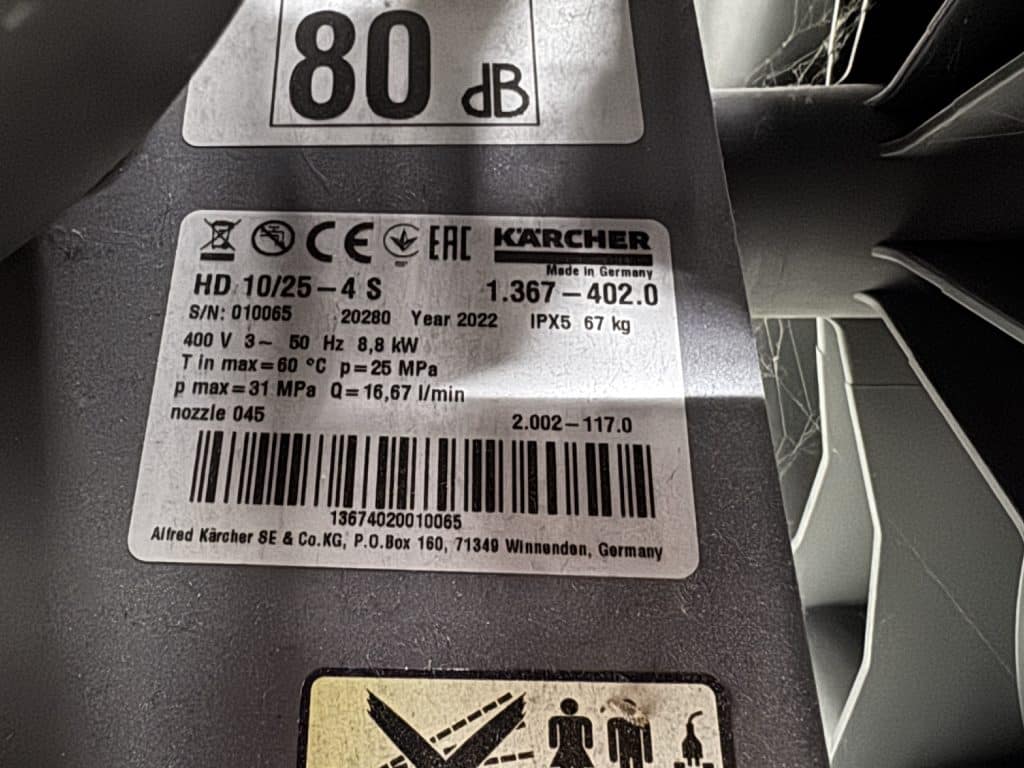 80 dB
CE EAC KÄRCHER
Made in Germany
HD 10/25-4 S 1.367-402.0
S/N: 010065 20280 Year 2022 IPX5 67 kg
400 V 3~ 50 Hz 8,8 kW
T in max=60 °C p=25 MPa
p max=31 MPa Q=16,67 l/min
nozzle 045 2.002-117.0
13674020010065
Alfred Kärcher SE & Co.KG, P.O.Box 160, 71349 Winnenden, Germany